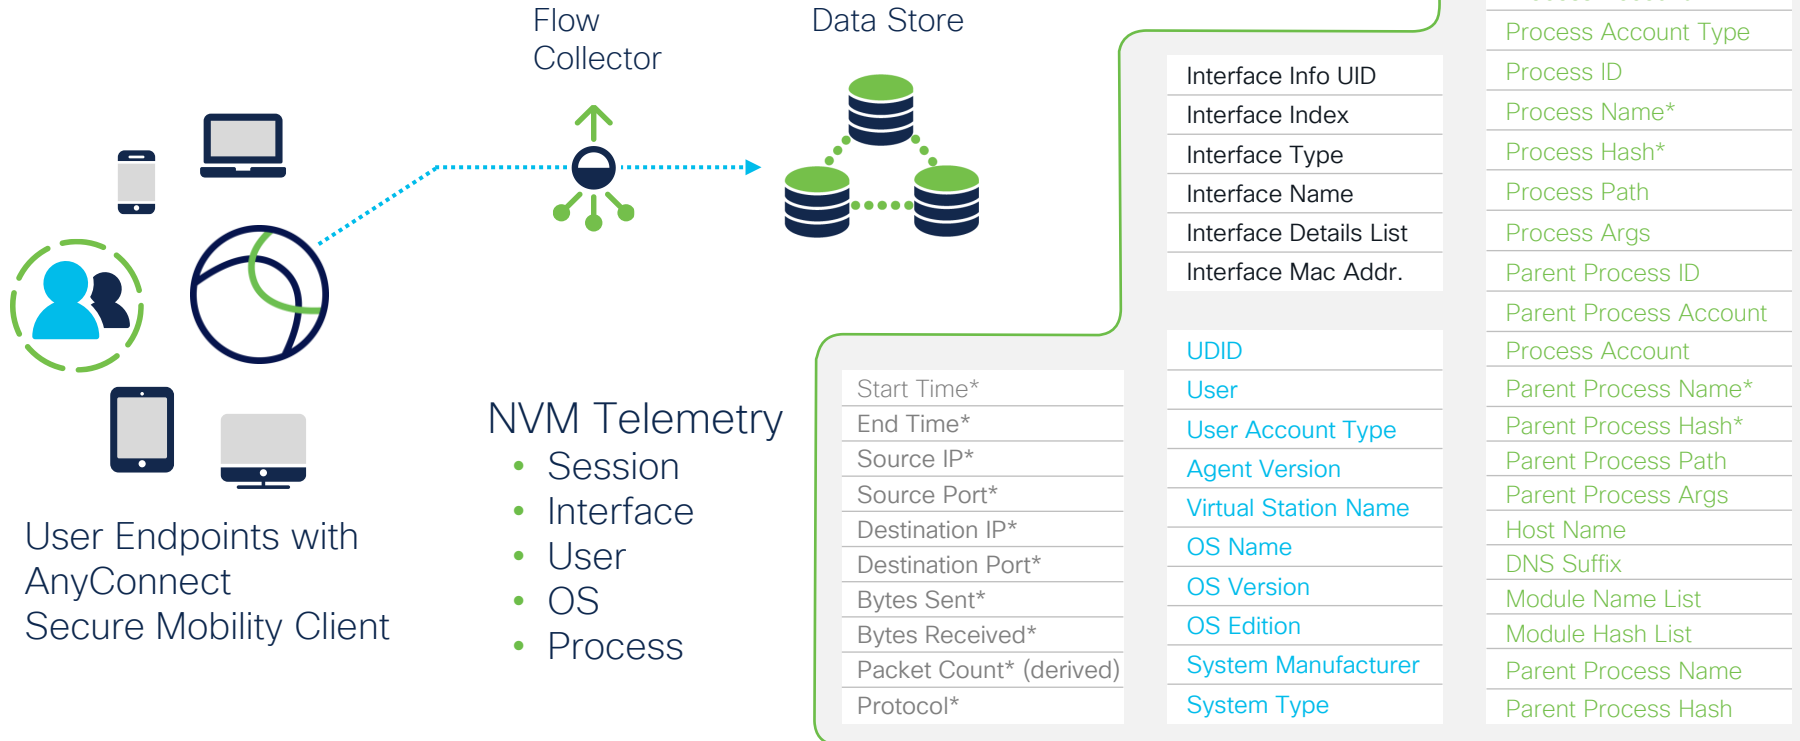 Flow
Collector
Data Store
User Endpoints with
AnyConnect
Secure Mobility Client
NVM Telemetry
• Session
• Interface
• User
• OS
• Process
Start Time*
End Time*
Source IP*
Source Port*
Destination IP*
Destination Port*
Bytes Sent*
Bytes Received*
Packet Count* (derived)
Protocol*
Interface Info UID
Interface Index
Interface Type
Interface Name
Interface Details List
Interface Mac Addr.
UDID
User
User Account Type
Agent Version
Virtual Station Name
OS Name
OS Version
OS Edition
System Manufacturer
System Type
Process Account Type
Process ID
Process Name*
Process Hash*
Process Path
Process Args
Parent Process ID
Parent Process Account
Process Account
Parent Process Name*
Parent Process Hash*
Parent Process Path
Parent Process Args
Host Name
DNS Suffix
Module Name List
Module Hash List
Parent Process Name
Parent Process Hash